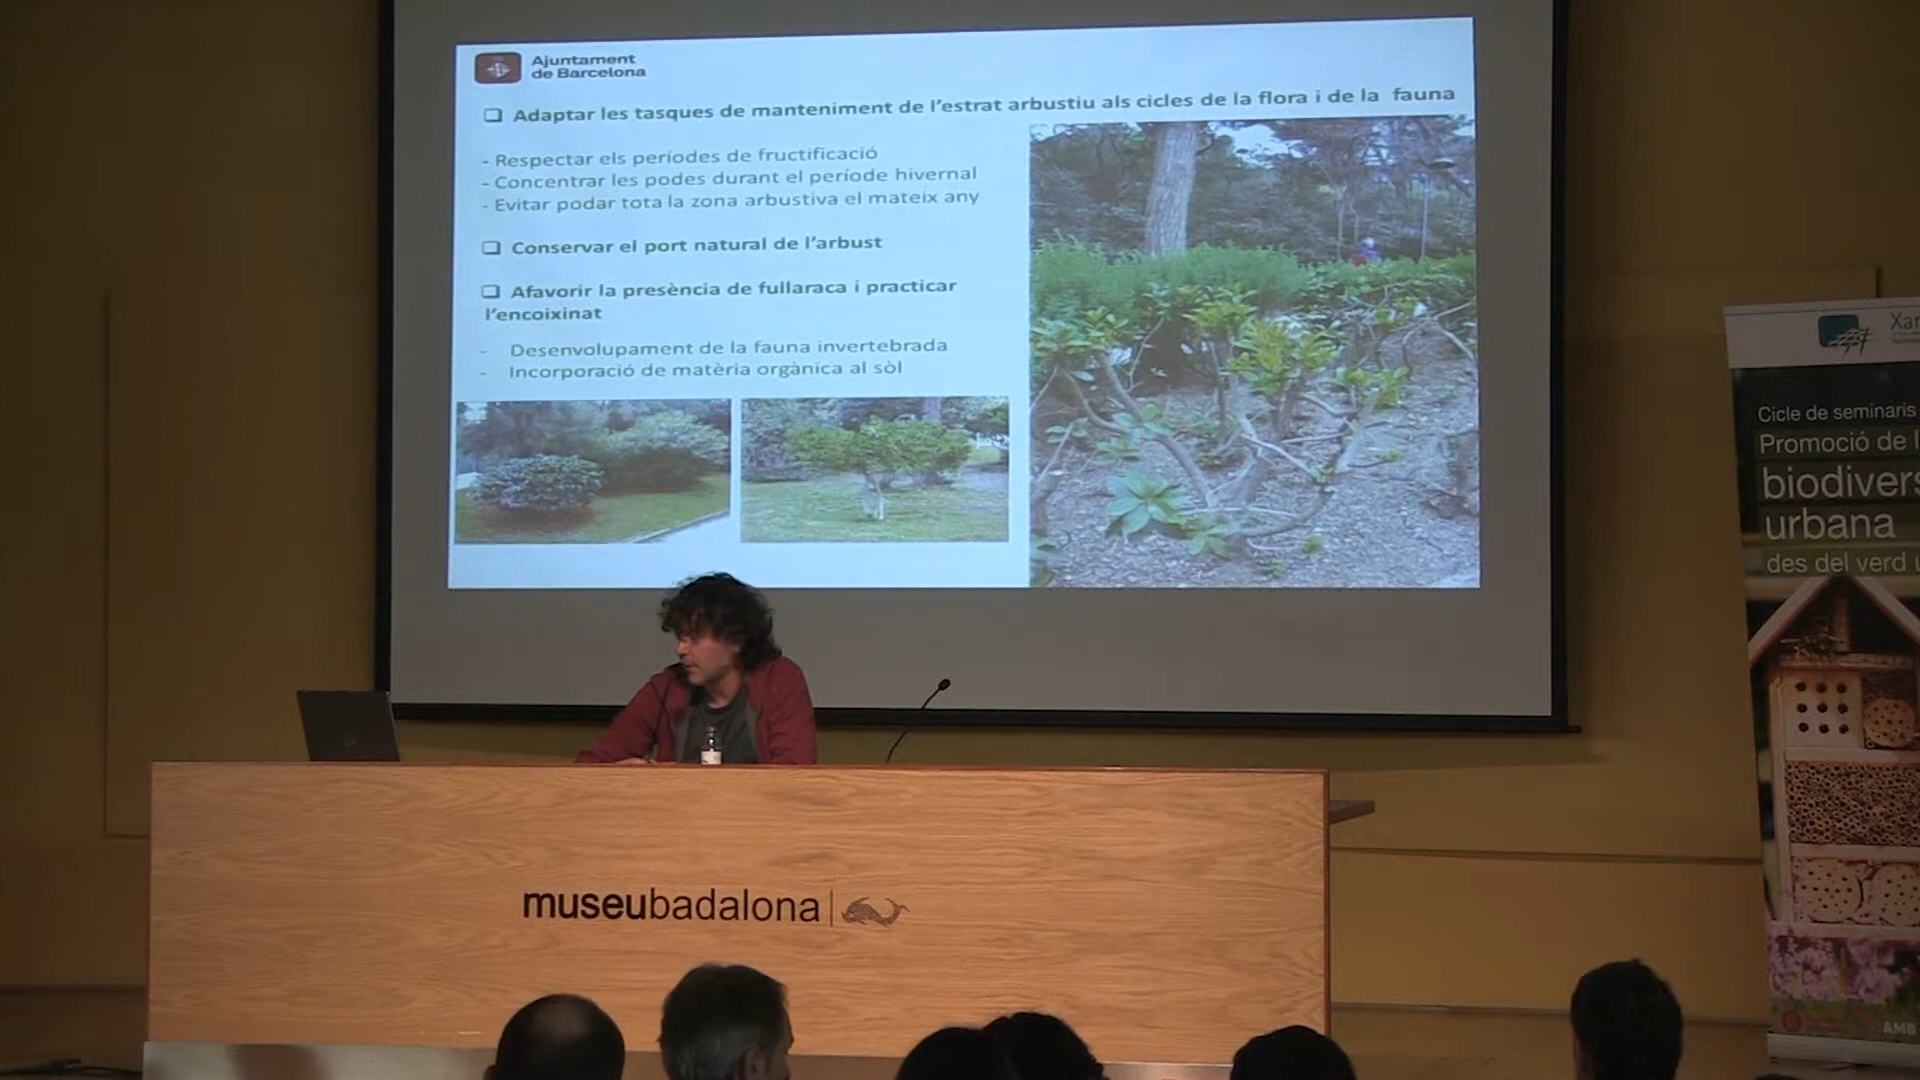 Ajuntament
de Barcelona
Adaptar les tasques de manteniment de l'estrat arbustiu als cicles de la flora i de la fauna
- Respectar els períodes de fructificació
- Concentrar les podes durant el període hivernal
- Evitar podar tota la zona arbustiva el mateix any
Conservar el port natural de l'arbust
Afavorir la presència de fullaraca i practicar
l'encoixinat
- Desenvolupament de la fauna invertebrada
- Incorporació de matèria orgànica al sòl
Xar
Cicle de seminaris
Promoció de l
biodivers
urbana
des del verd u
museubadalona
AMB